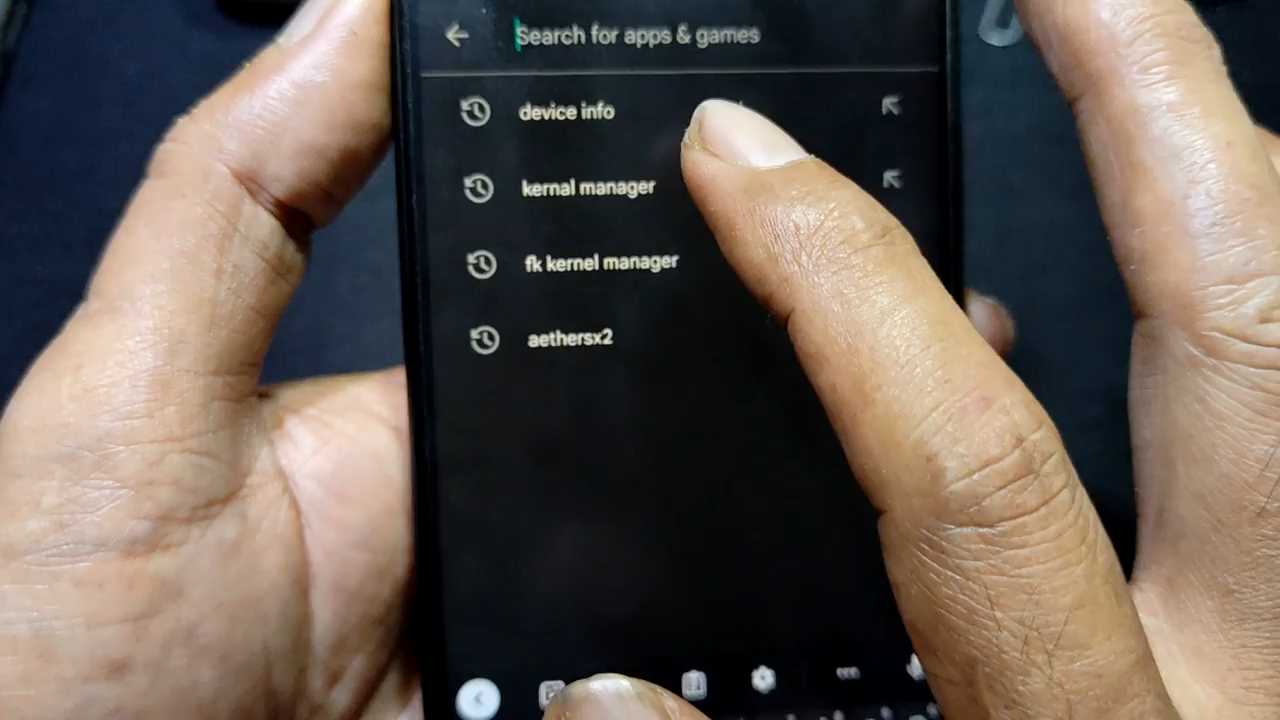 Search for apps & games
device info
kernal manager
fk kernel manager
aethersx2